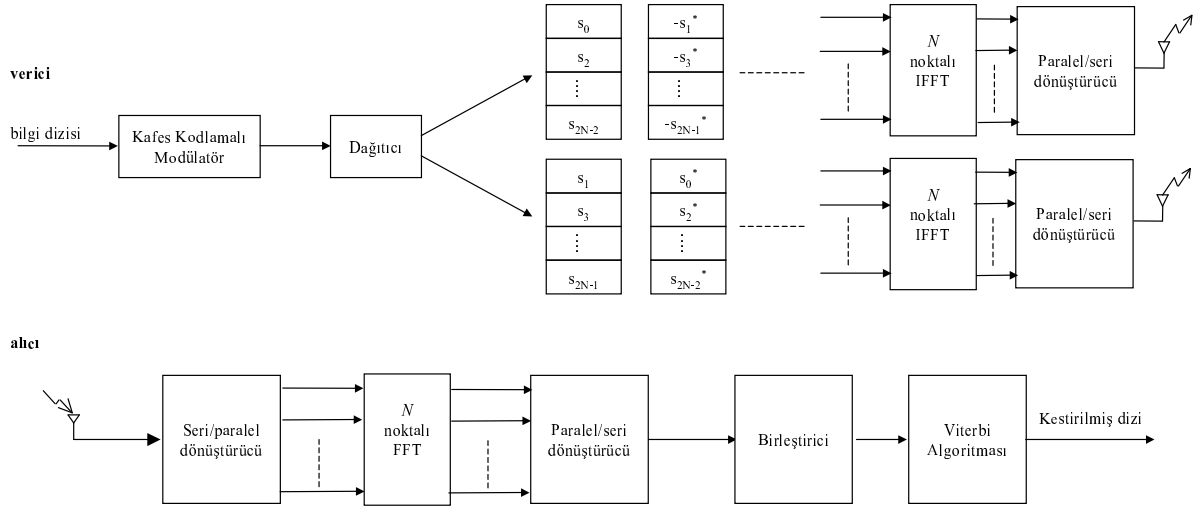 verici
bilgi dizisi
Kafes Kodlamalı
Modülatör
Dağıtıcı
s0
s2
s2N-2
-s1*
-s3*
-s2N-1*
N
noktalı
IFFT
Paralel/seri
dönüştürücü
s1
s3
s2N-1
s0*
s2*
s2N-2*
N
noktalı
IFFT
Paralel/seri
dönüştürücü
alıcı
Seri/paralel
dönüştürücü
N
noktalı
FFT
Paralel/seri
dönüştürücü
Birleştirici
Viterbi
Algoritması
Kestirilmiş dizi